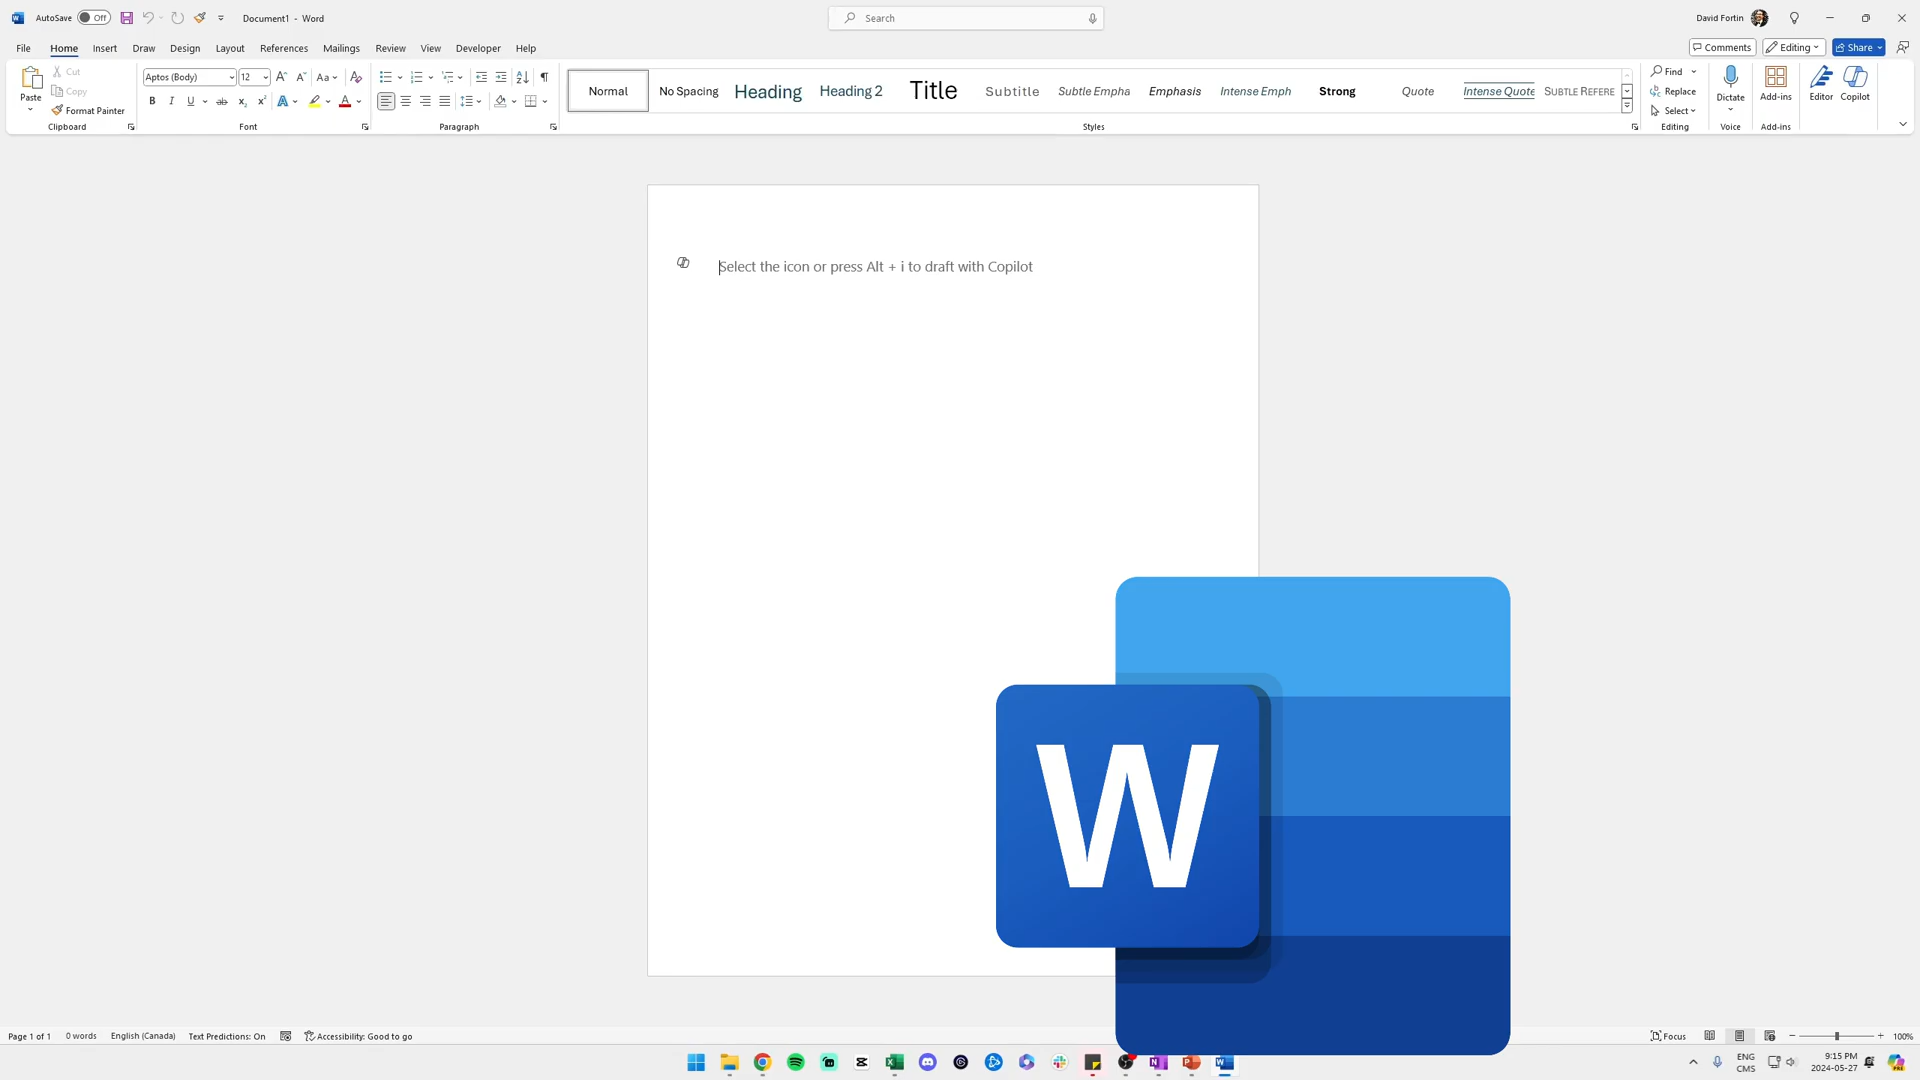 AutoSave Off Document1 - Word Search David Fortin
File Home Insert Draw Design Layout References Mailings Review View Developer Help Comments Editing Share
Paste Cut Copy Format Painter
Clipboard
Aptos (Body) 12 Aa
B I U ab x₂ x² A A
Font
Paragraph
Normal No Spacing Heading Heading 2 Title Subtitle Subtle Empha Emphasis Intense Emph Strong Quote Intense Quote SUBTLE REFERE
Styles
Find
Replace
Select
Editing
Dictate
Voice
Add-ins
Add-ins
Editor Copilot
Select the icon or press Alt + i to draft with Copilot
W
Page 1 of 1 0 words English (Canada) Text Predictions: On Accessibility: Good to go Focus 100%
ENG
CMS
9:15 PM
2024-05-27